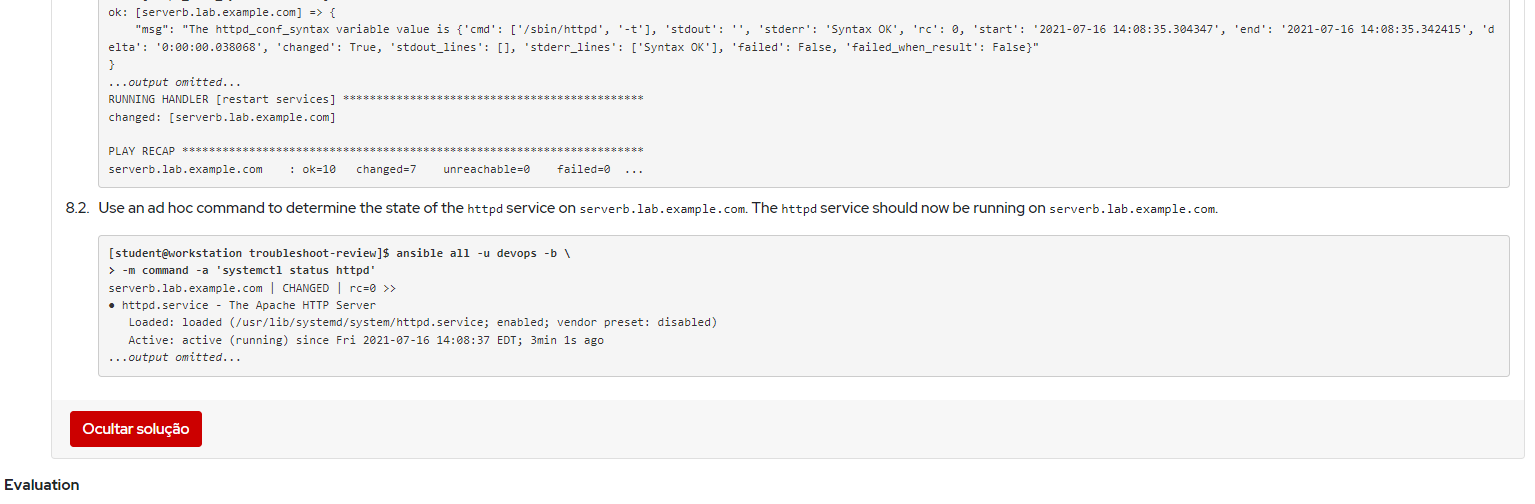 ok: [serverb.lab.example.com] => {
"msg": "The httpd_conf_syntax variable value is {'cmd': ['/sbin/httpd', '-t'], 'stdout': '', 'stderr': 'Syntax OK', 'rc': 0, 'start': '2021-07-16 14:08:35.304347', 'end': '2021-07-16 14:08:35.342415', 'd
elta': '0:00:00.038068', 'changed': True, 'stdout_lines': [], 'stderr_lines': ['Syntax OK'], 'failed': False, 'failed_when_result': False}"
}
...output omitted...
RUNNING HANDLER [restart services] *********************************************
changed: [serverb.lab.example.com]
PLAY RECAP *********************************************************************
serverb.lab.example.com : ok=10 changed=7 unreachable=0 failed=0 ...
8.2. Use an ad hoc command to determine the state of the httpd service on serverb.lab.example.com. The httpd service should now be running on serverb.lab.example.com.
[student@workstation troubleshoot-review]$ ansible all -u devops -b \
> -m command -a 'systemctl status httpd'
serverb.lab.example.com | CHANGED | rc=0 >>
● httpd.service - The Apache HTTP Server
Loaded: loaded (/usr/lib/systemd/system/httpd.service; enabled; vendor preset: disabled)
Active: active (running) since Fri 2021-07-16 14:08:37 EDT; 3min 1s ago
...output omitted...
Ocultar solução
Evaluation